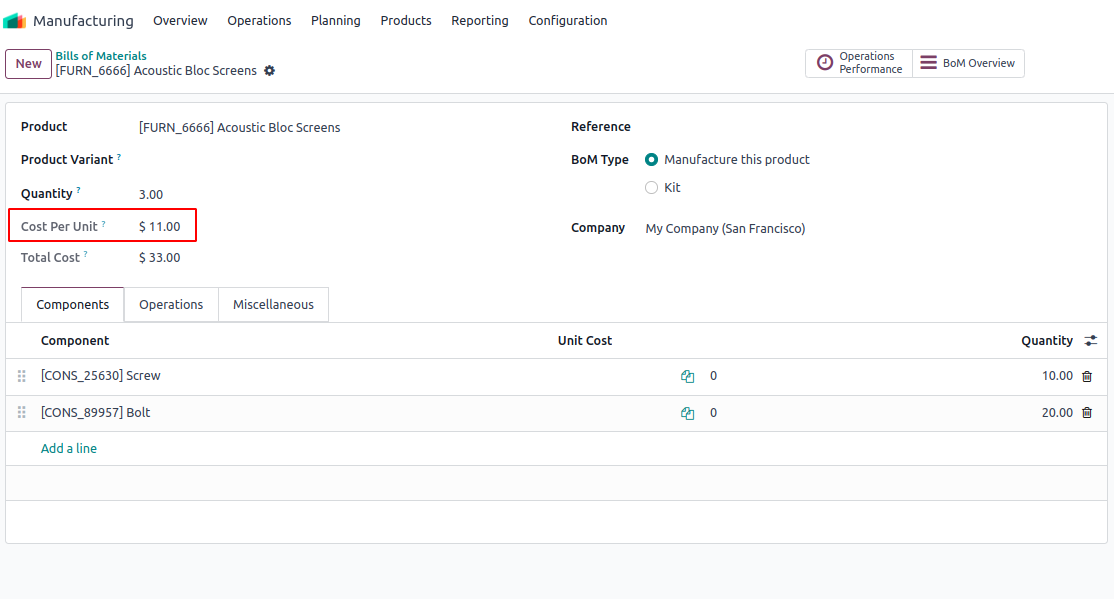 Manufacturing Overview Operations Planning Products Reporting Configuration
New Bills of Materials
[FURN_6666] Acoustic Bloc Screens
Operations Performance
BoM Overview
Product [FURN_6666] Acoustic Bloc Screens Reference
Product Variant ? BoM Type Manufacture this product
Quantity ? 3.00 Kit
Cost Per Unit ? $ 11.00 Company My Company (San Francisco)
Total Cost ? $ 33.00
Components Operations Miscellaneous
Component Unit Cost Quantity
[CONS_25630] Screw 0 10.00
[CONS_89957] Bolt 0 20.00
Add a line